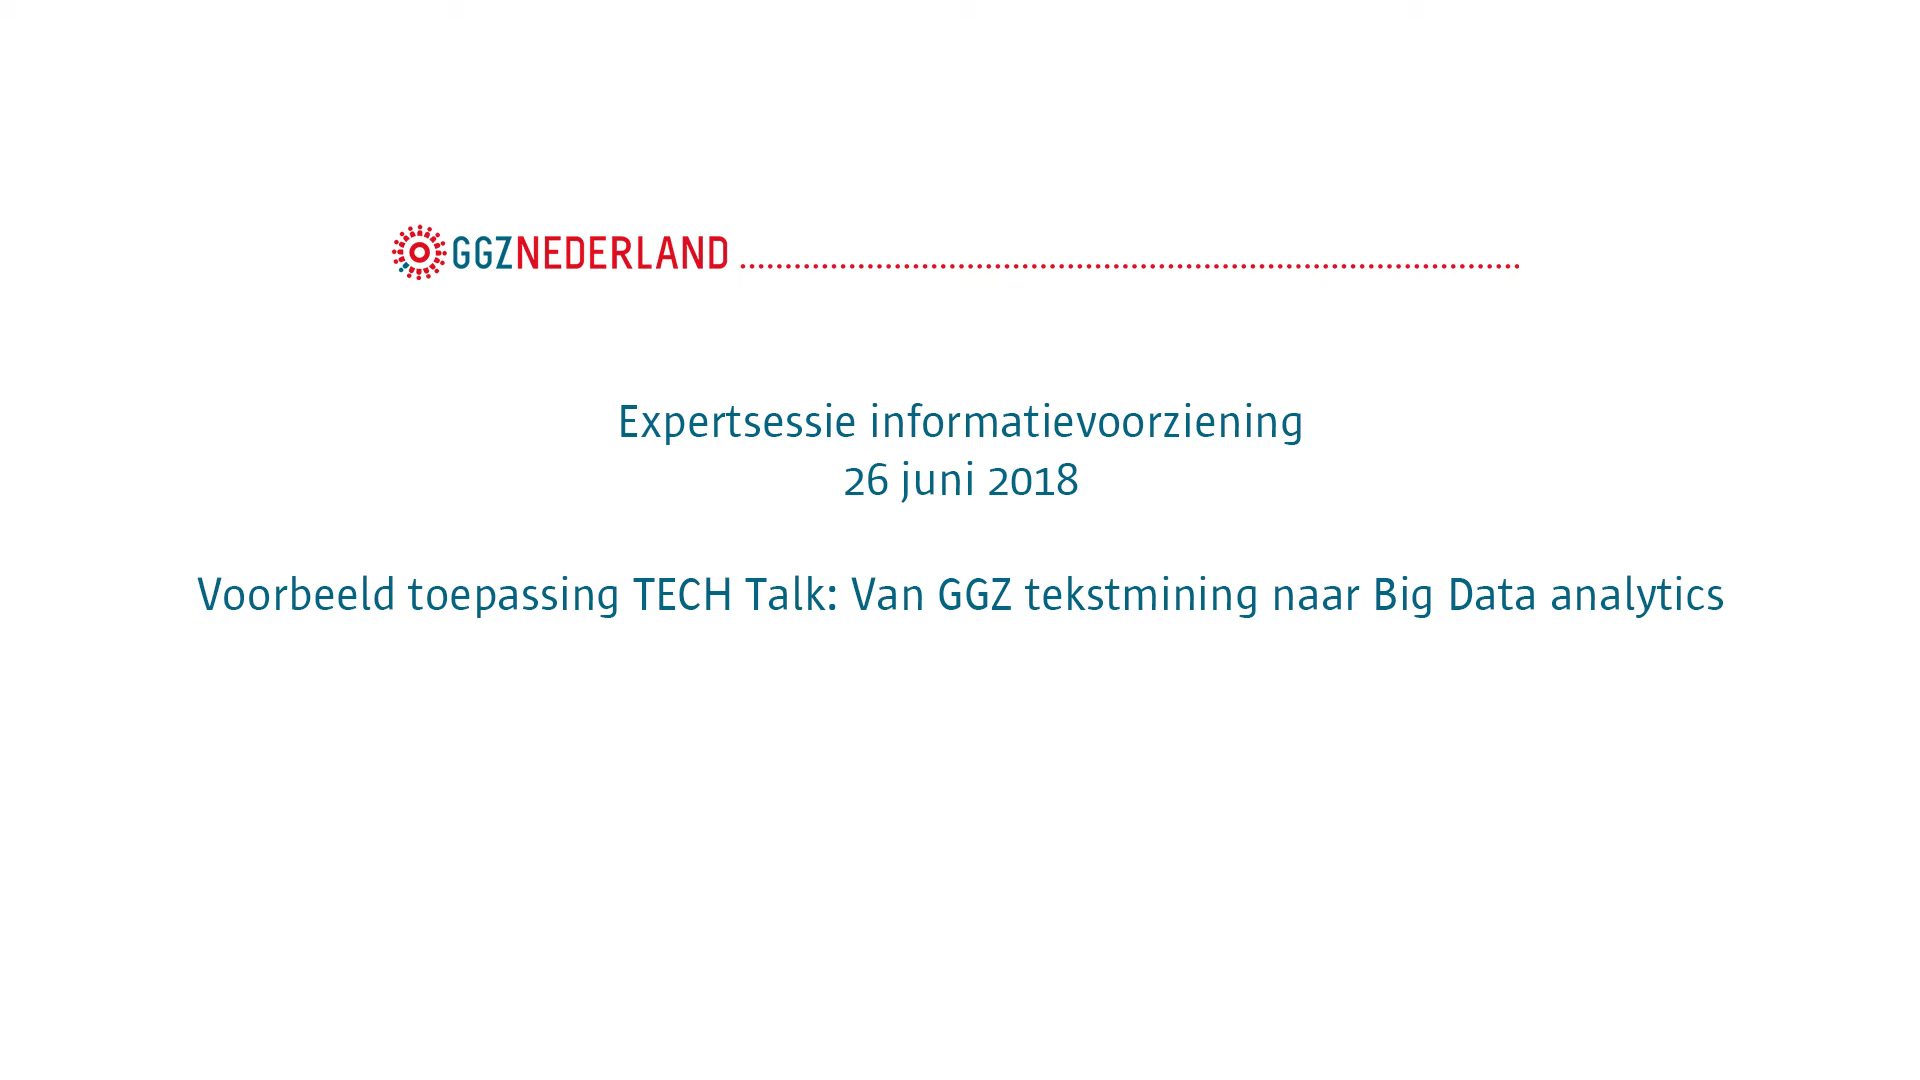 GGZNEDERLAND
Expertsessie informatievoorziening
26 juni 2018
Voorbeeld toepassing TECH Talk: Van GGZ tekstmining naar Big Data analytics